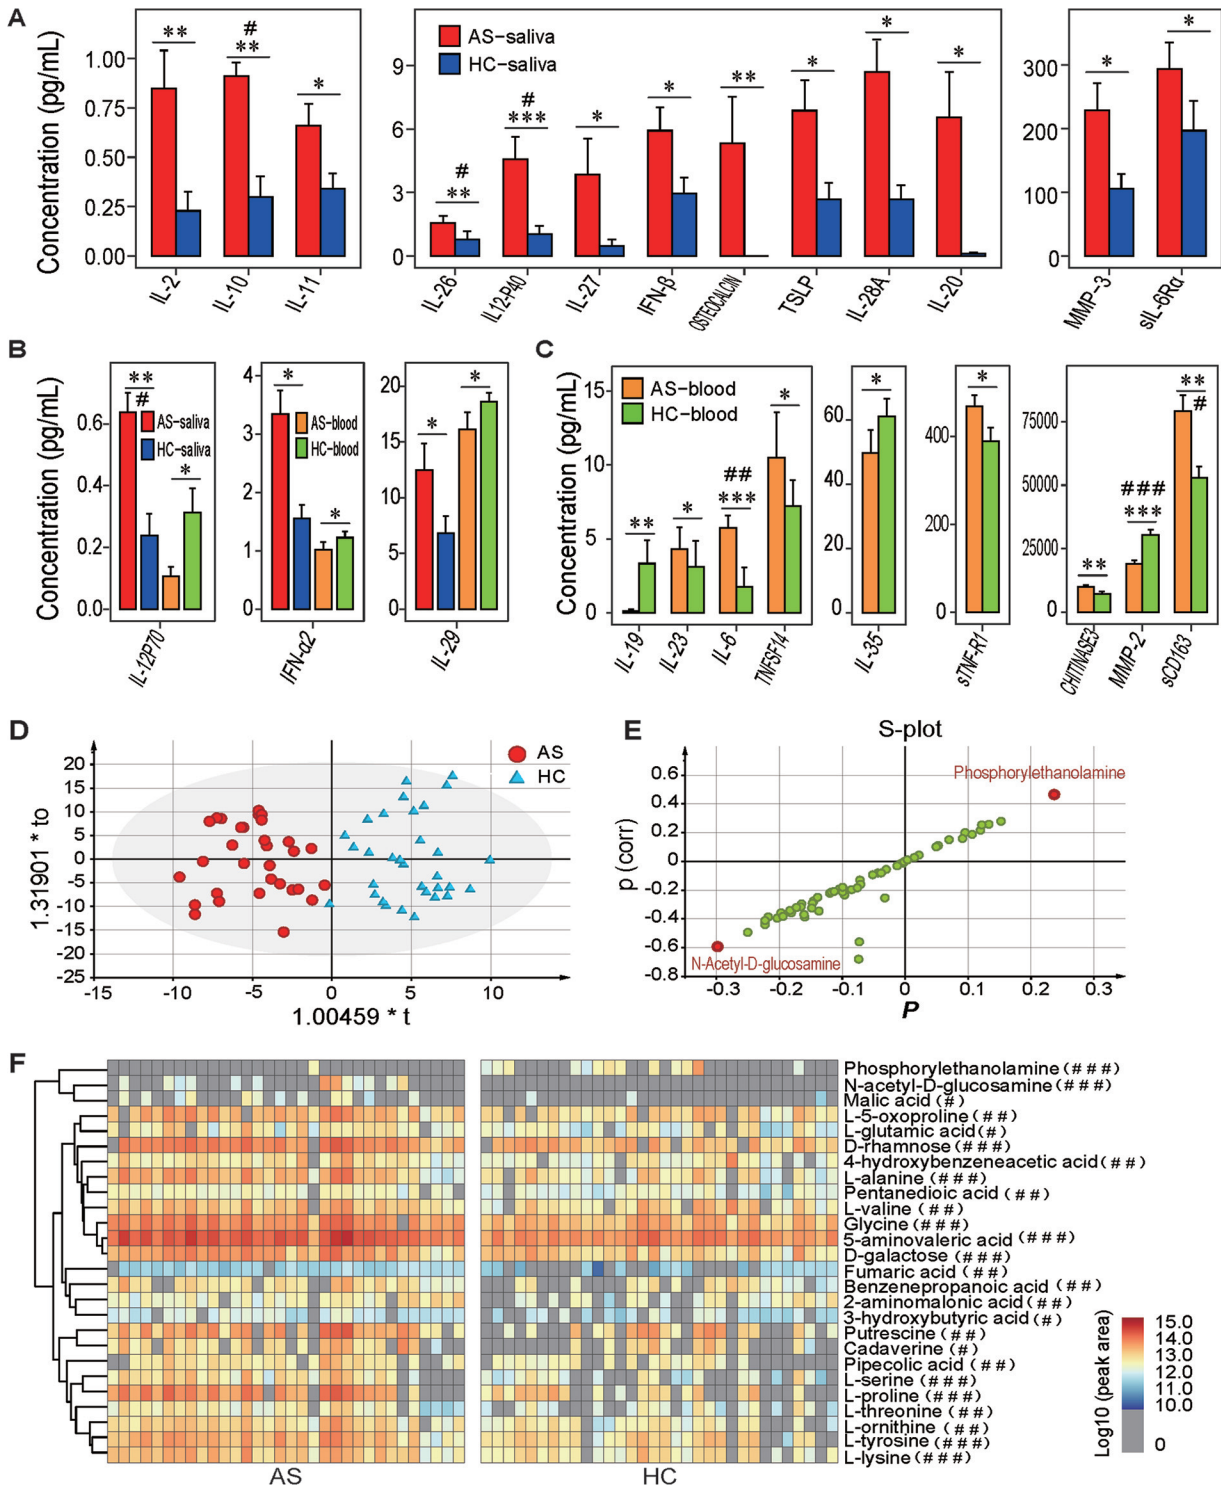 A
Concentration (pg/mL)
1.00
0.75
0.50
0.25
0.00
** # ** *
IL-2 IL-10 IL-11
AS-saliva
HC-saliva
9
6
3
0
# ** # *** * * ** * * *
IL-26 IL12-P40 IL-27 IFN-β OSTEOCALCIN TSLP IL-28A IL-20
300
200
100
0
* *
MMP-3 sIL-6Rα
B
Concentration (pg/mL)
0.6
0.4
0.2
0.0
** # *
AS-saliva
HC-saliva
IL-12P70
4
3
2
1
0
* *
AS-blood
HC-blood
IFN-α2
20
15
10
5
0
* *
IL-29
C
Concentration (pg/mL)
15
10
5
0
AS-blood
HC-blood
** * ## *** *
IL-19 IL-23 IL-6 TNFSF14
60
40
20
0
*
IL-35
400
200
0
*
sTNF-R1
75000
50000
25000
0
** ### *** ** #
CHITINASE3 MMP-2 sCD163
D
AS
HC
1.31901 * to
20
15
10
5
0
-5
-10
-15
-20
-25
-15 -10 -5 0 5 10
1.00459 * t
E
S-plot
p (corr)
0.6
0.4
0.2
0
-0.2
-0.4
-0.6
-0.8
Phosphorylethanolamine
N-Acetyl-D-glucosamine
-0.3 -0.2 -0.1 0 0.1 0.2 0.3
P
F
Phosphorylethanolamine (###)
N-acetyl-D-glucosamine (###)
Malic acid (#)
L-5-oxoproline (##)
L-glutamic acid (#)
D-rhamnose (###)
4-hydroxybenzeneacetic acid (##)
L-alanine (###)
Pentanedioic acid (##)
L-valine (##)
Glycine (###)
5-aminovaleric acid (###)
D-galactose (###)
Fumaric acid (##)
Benzenepropanoic acid (##)
2-aminomalonic acid (##)
3-hydroxybutyric acid (#)
Putrescine (##)
Cadaverine (#)
Pipecolic acid (##)
L-serine (###)
L-proline (###)
L-threonine (##)
L-ornithine (##)
L-tyrosine (###)
L-lysine (###)
AS
HC
Log10 (peak area)
15.0
14.0
13.0
12.0
11.0
10.0
0